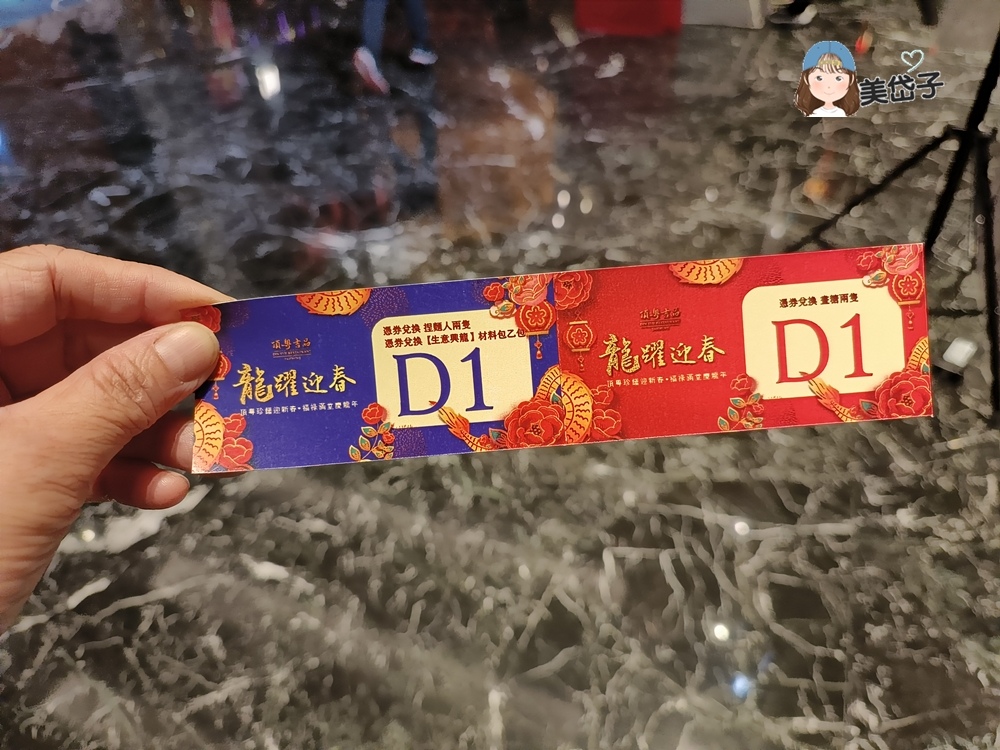 美岱子
頂粵吉品
龍躍迎春
頂粵珍饈迎新春•福祿滿堂慶龍年
憑券兌換 捏麵人兩隻
憑券兌換【生意興龍】材料包乙包
D1
頂粵吉品
龍躍迎春
頂粵珍饈迎新春•福祿滿堂慶龍年
憑券兌換 畫糖兩隻
D1